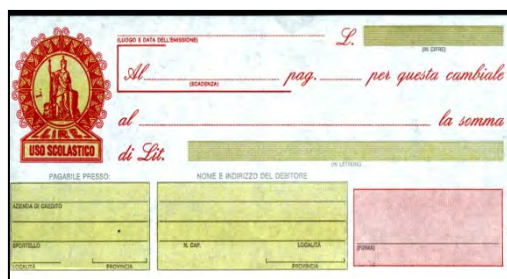 (LUOGO E DATA DELL'EMISSIONE) L.
(IN CIFRE)
Al pag. per questa cambiale
(SCADENZA)
al la somma
LIRE
USO SCOLASTICO
di Lit.
(IN LETTERE)
PAGABILE PRESSO: NOME E INDIRIZZO DEL DEBITORE
AZIENDA DI CREDITO
SPORTELLO N. CAP. LOCALITÀ (FIRMA)
LOCALITÀ PROVINCIA PROVINCIA